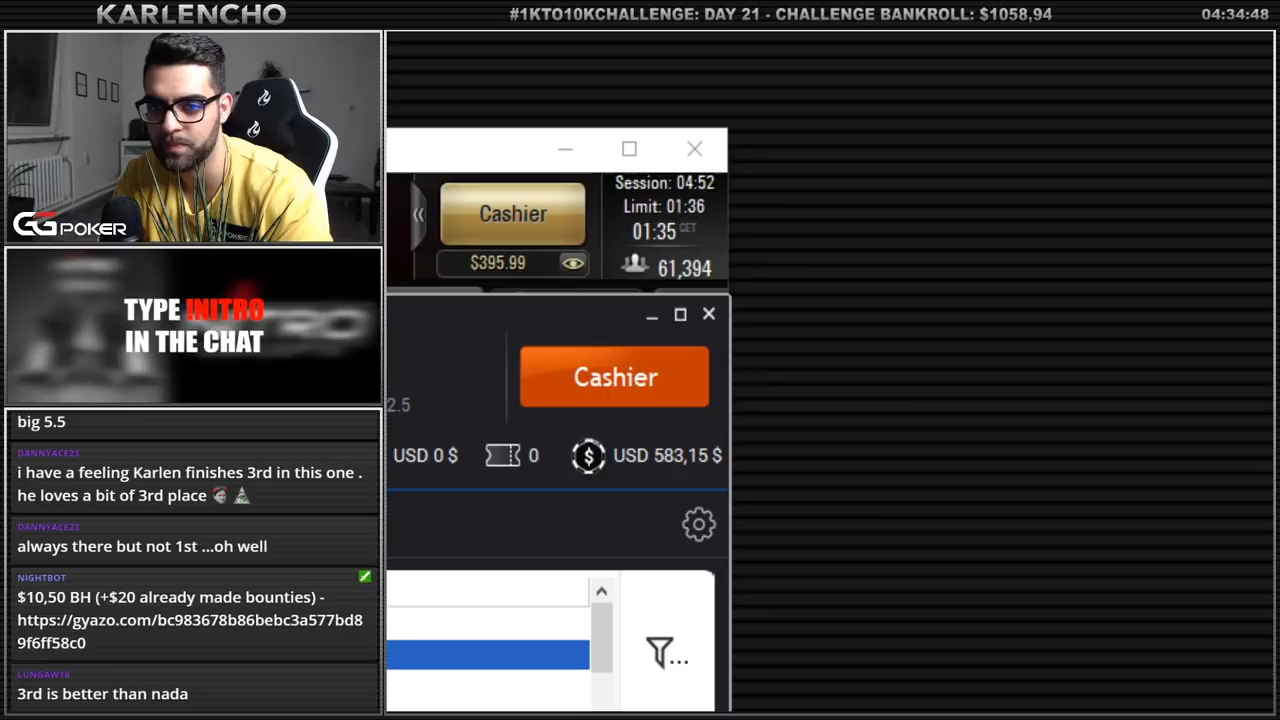 KARLENCHO
#1KTO10KCHALLENGE: DAY 21 - CHALLENGE BANKROLL: $1058,94
04:34:48
GGPOKER
TYPE !NITRO
IN THE CHAT
big 5.5
DANNYACE23
i have a feeling Karlen finishes 3rd in this one .
he loves a bit of 3rd place
DANNYACE23
always there but not 1st ...oh well
NIGHTBOT
$10,50 BH (+$20 already made bounties) -
https://gyazo.com/bc983678b86bebc3a577bd8
9f6ff58c0
LUNGAW18
3rd is better than nada
Cashier
$395.99
Session: 04:52
Limit: 01:36
01:35 CET
61,394
Cashier
2.5
USD 0 $
0
$
USD 583,15 $
...